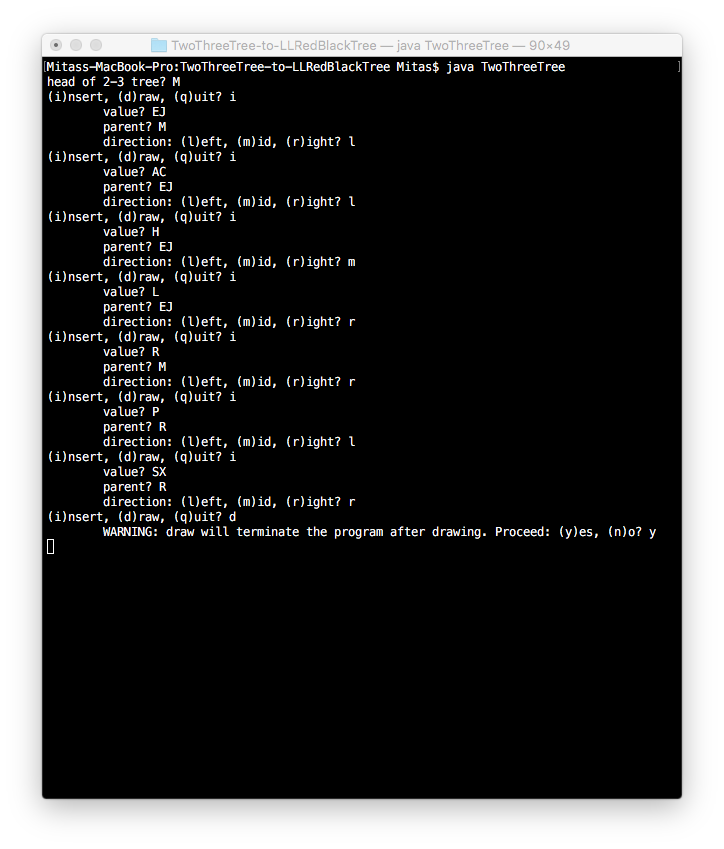 TwoThreeTree-to-LLRedBlackTree — java TwoThreeTree — 90×49
[Mitass-MacBook-Pro:TwoThreeTree-to-LLRedBlackTree Mitas$ java TwoThreeTree ]
head of 2-3 tree? M
(i)nsert, (d)raw, (q)uit? i
value? EJ
parent? M
direction: (l)eft, (m)id, (r)ight? l
(i)nsert, (d)raw, (q)uit? i
value? AC
parent? EJ
direction: (l)eft, (m)id, (r)ight? l
(i)nsert, (d)raw, (q)uit? i
value? H
parent? EJ
direction: (l)eft, (m)id, (r)ight? m
(i)nsert, (d)raw, (q)uit? i
value? L
parent? EJ
direction: (l)eft, (m)id, (r)ight? r
(i)nsert, (d)raw, (q)uit? i
value? R
parent? M
direction: (l)eft, (m)id, (r)ight? r
(i)nsert, (d)raw, (q)uit? i
value? P
parent? R
direction: (l)eft, (m)id, (r)ight? l
(i)nsert, (d)raw, (q)uit? i
value? SX
parent? R
direction: (l)eft, (m)id, (r)ight? r
(i)nsert, (d)raw, (q)uit? d
WARNING: draw will terminate the program after drawing. Proceed: (y)es, (n)o? y